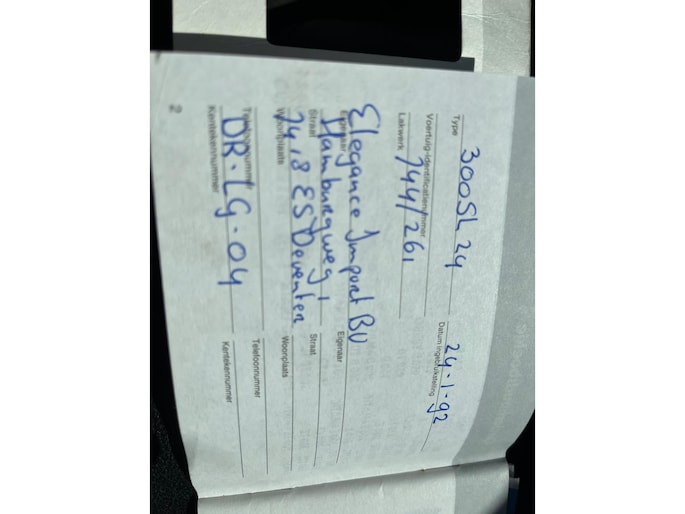 300SL 24
Type
24-1-92
Datum ingebruikneming
Voertuig-identificatienummer
744/261
Lakwerk
Elegance Import BV
Eigenaar
Eigenaar
Hamburgweg 1
Straat
Straat
7418 ES Deventer
Woonplaats
Woonplaats
Telefoonnummer
Telefoonnummer
DR-LG-04
Kentekennummer
Kentekennummer
2